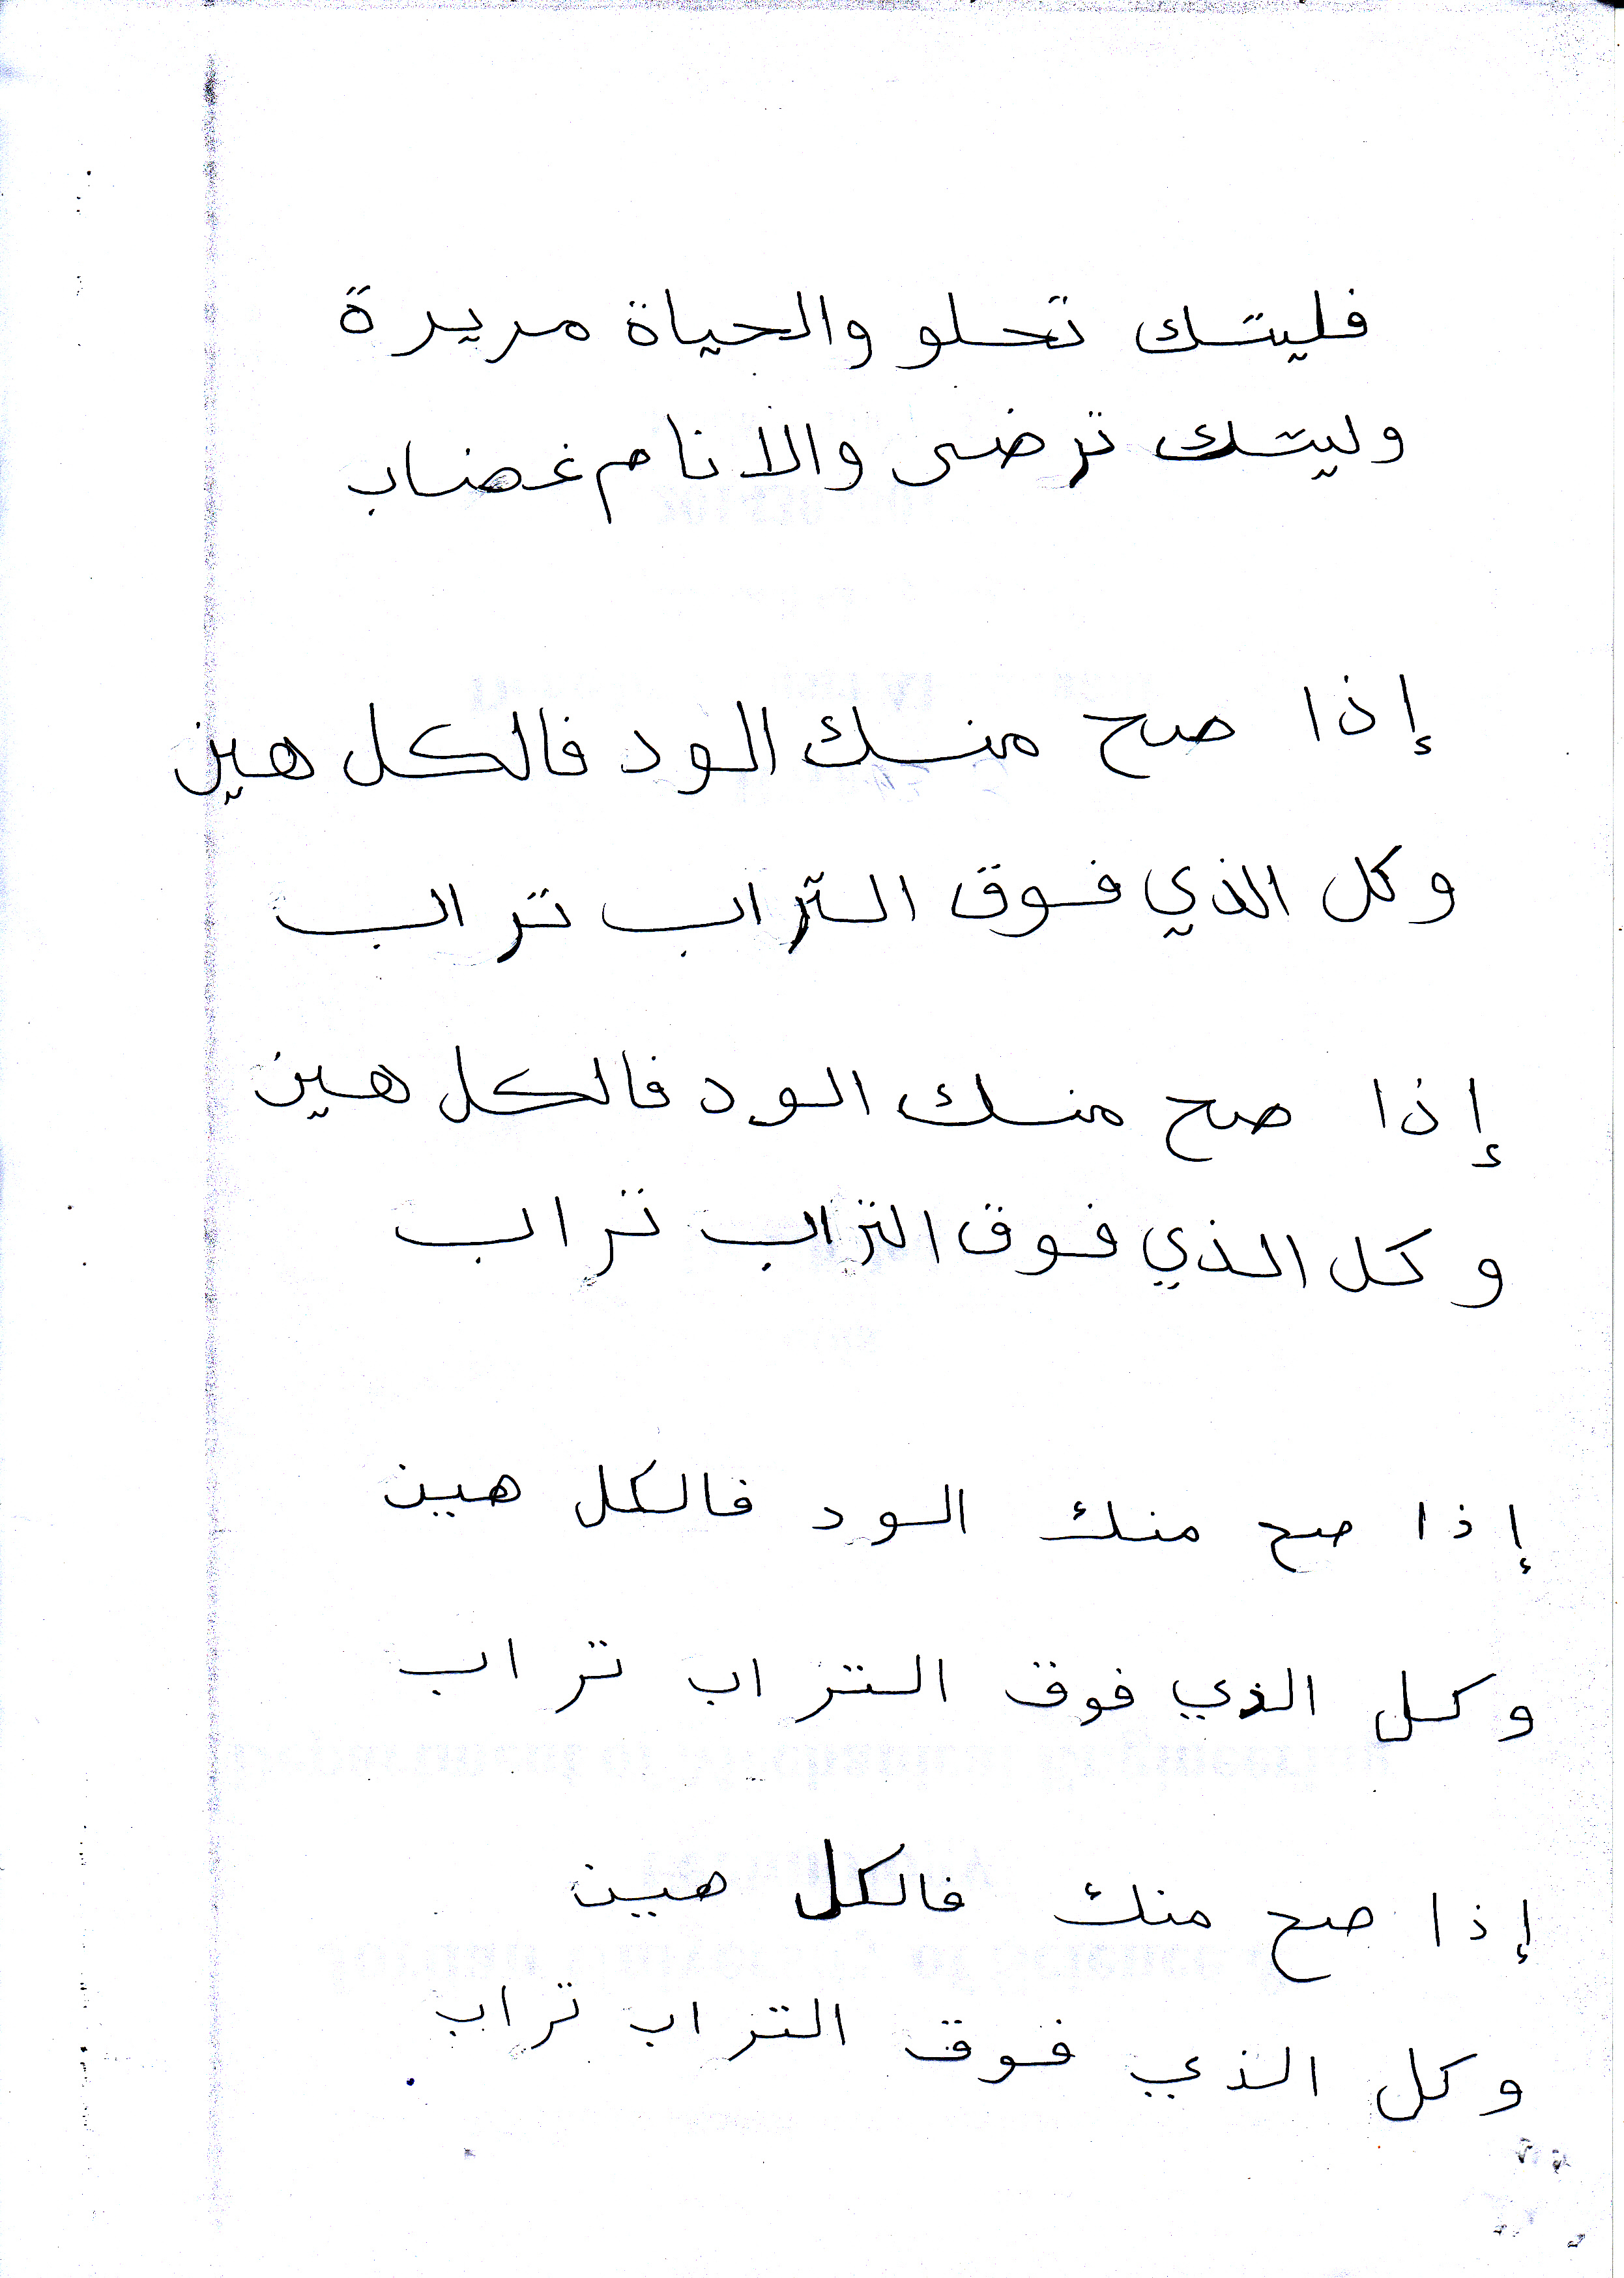 فليتك تحلو والحياة مريرة
وليتك ترضى والانام غضاب
إذا صح منك الود فالكل هين
وكل الذي فوق التراب تراب
إذا صح منك الود فالكل هين
وكل الذي فوق التراب تراب
إذا صح منك الود فالكل هين
وكل الذي فوق التراب تراب
إذا صح منك فالكل هين
وكل الذي فوق التراب تراب